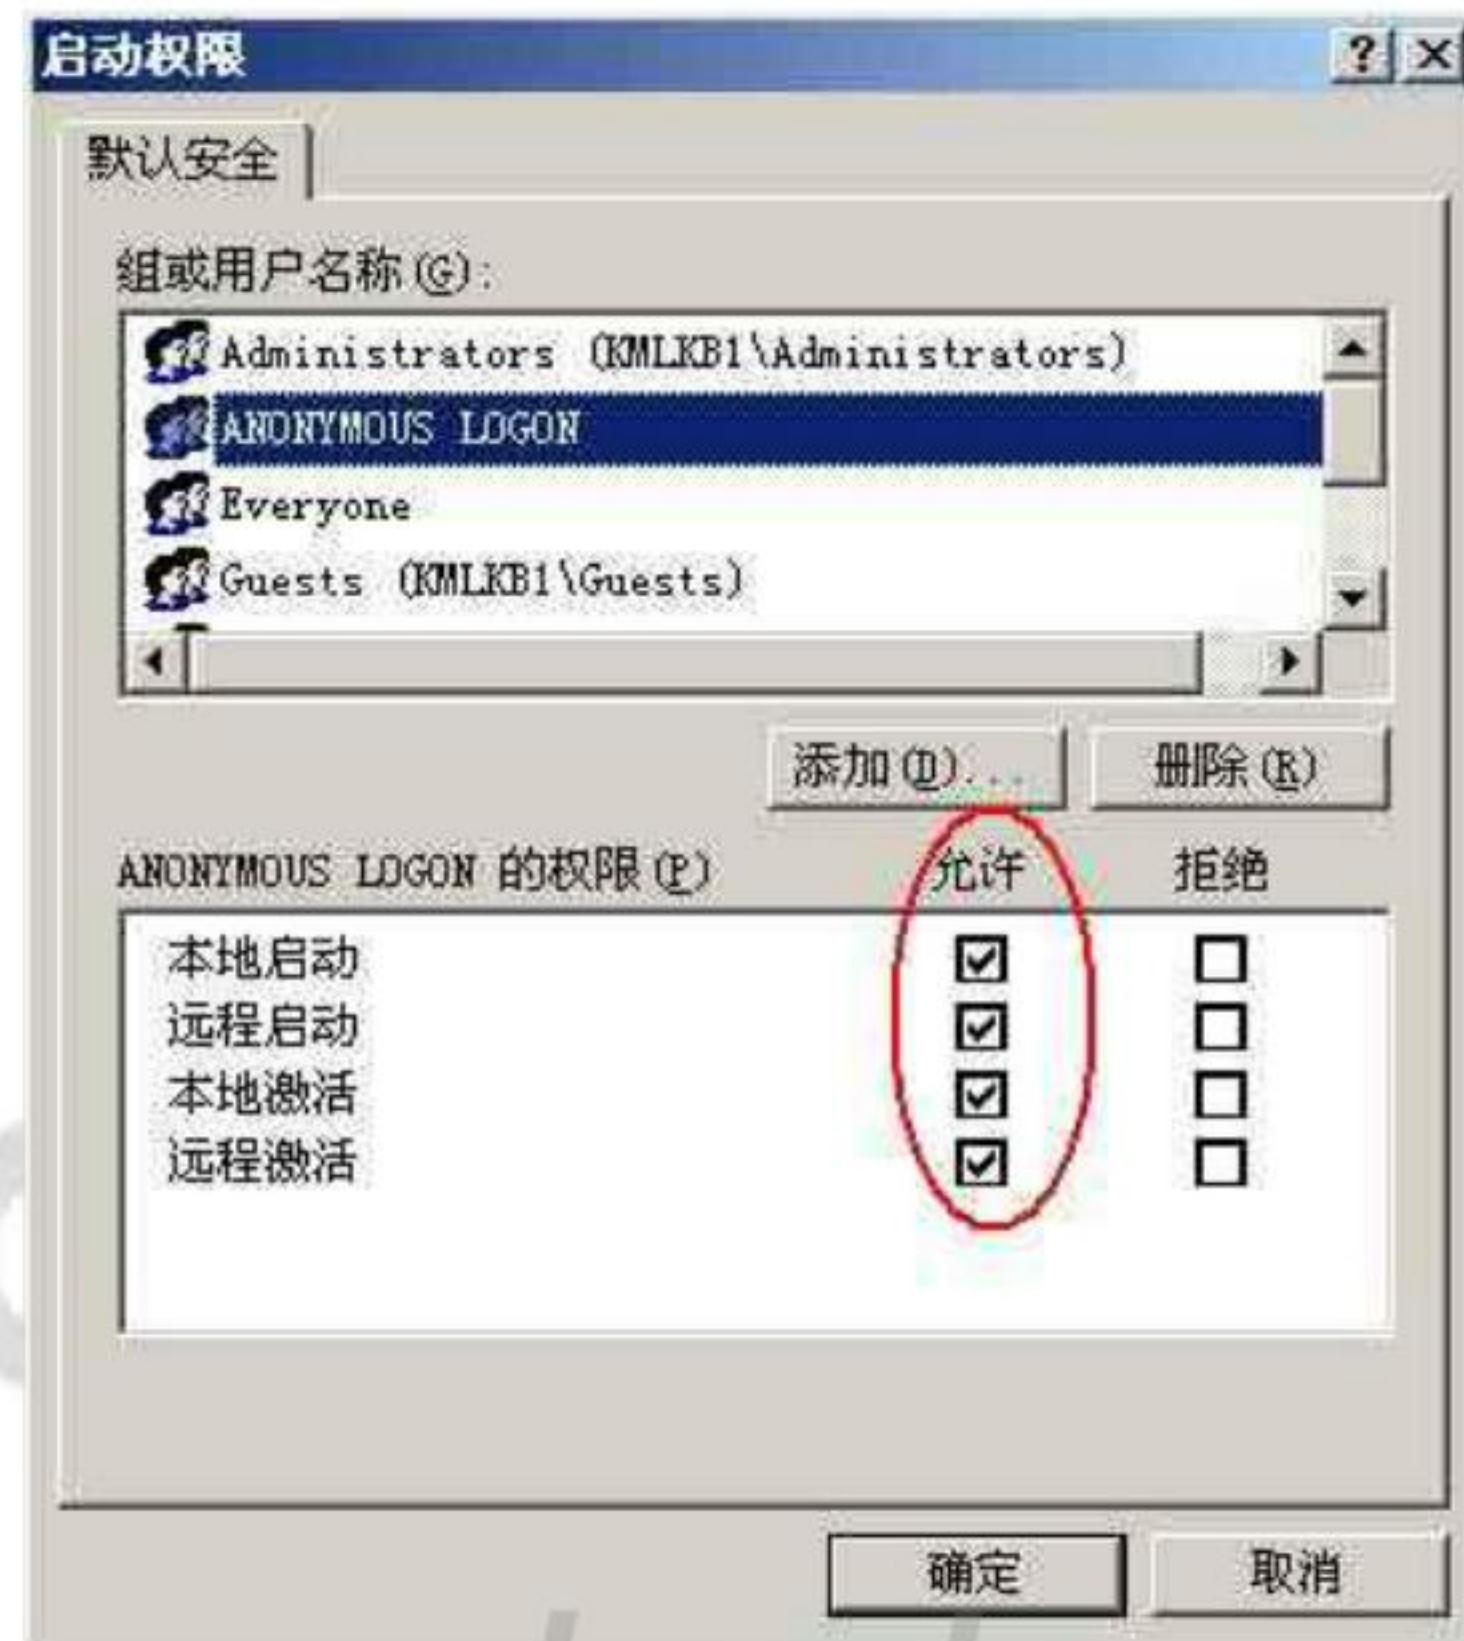 启动权限
默认安全
组或用户名称(G):
Administrators (KMLKB1\Administrators)
ANONYMOUS LOGON
Everyone
Guests (KMLKB1\Guests)
添加(D)... 删除(R)
ANONYMOUS LOGON 的权限(P) 允许 拒绝
本地启动
远程启动
本地激活
远程激活
确定 取消